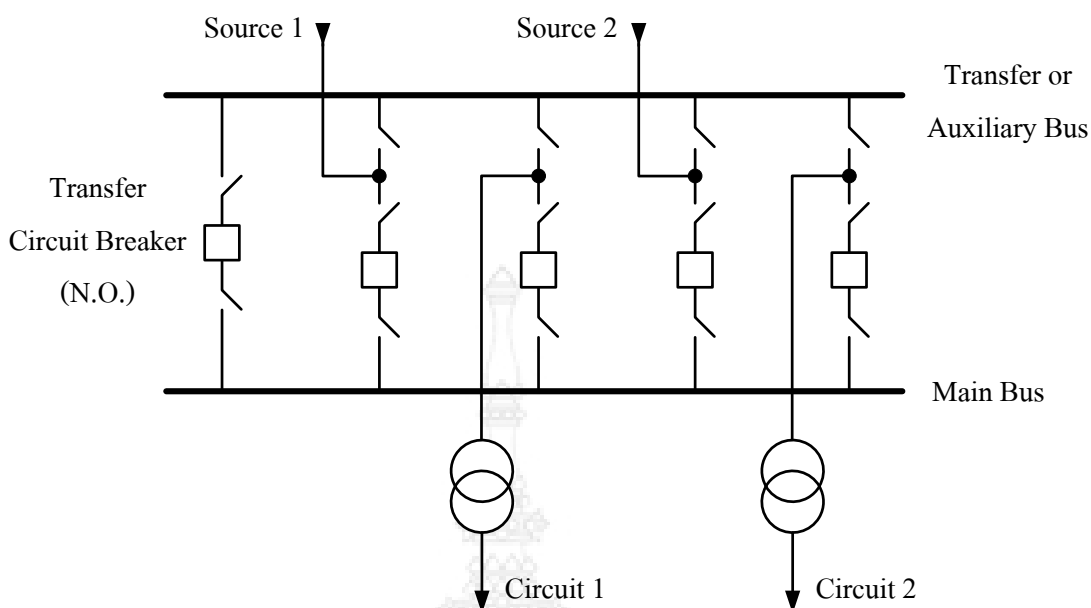 Source 1
Source 2
Transfer or
Auxiliary Bus
Transfer
Circuit Breaker
(N.O.)
Main Bus
Circuit 1
Circuit 2